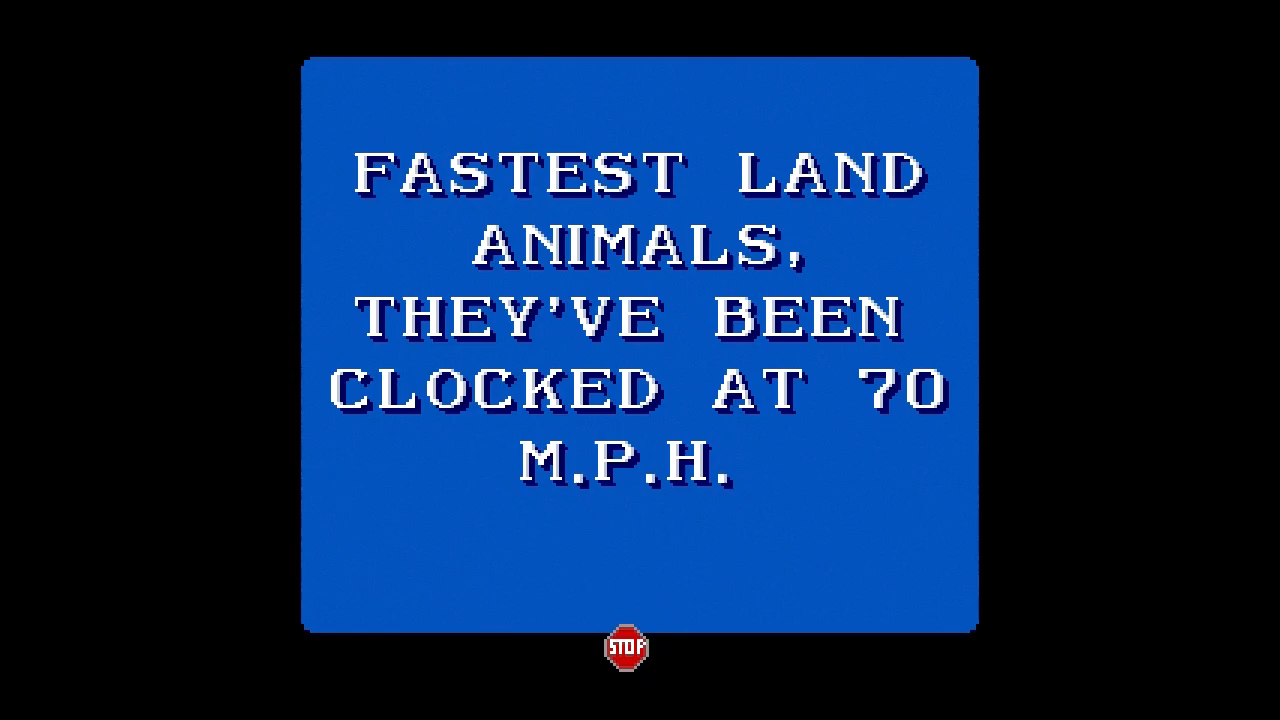 FASTEST LAND
ANIMALS,
THEY'VE BEEN
CLOCKED AT 70
M.P.H.
STOP